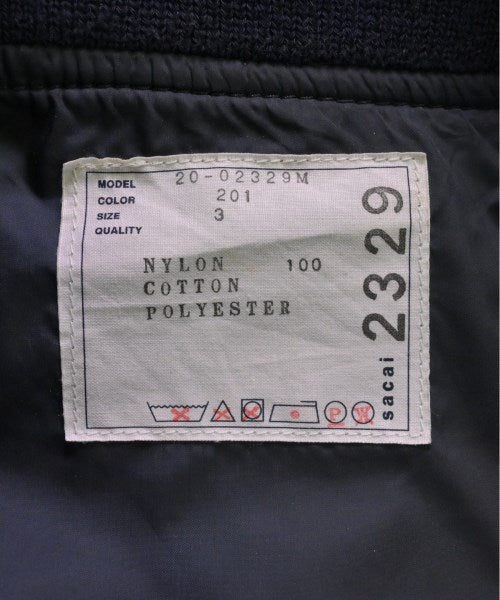 MODEL 20-02329M
COLOR 201
SIZE 3
QUALITY
NYLON 100
COTTON
POLYESTER
P W
sacai 2329